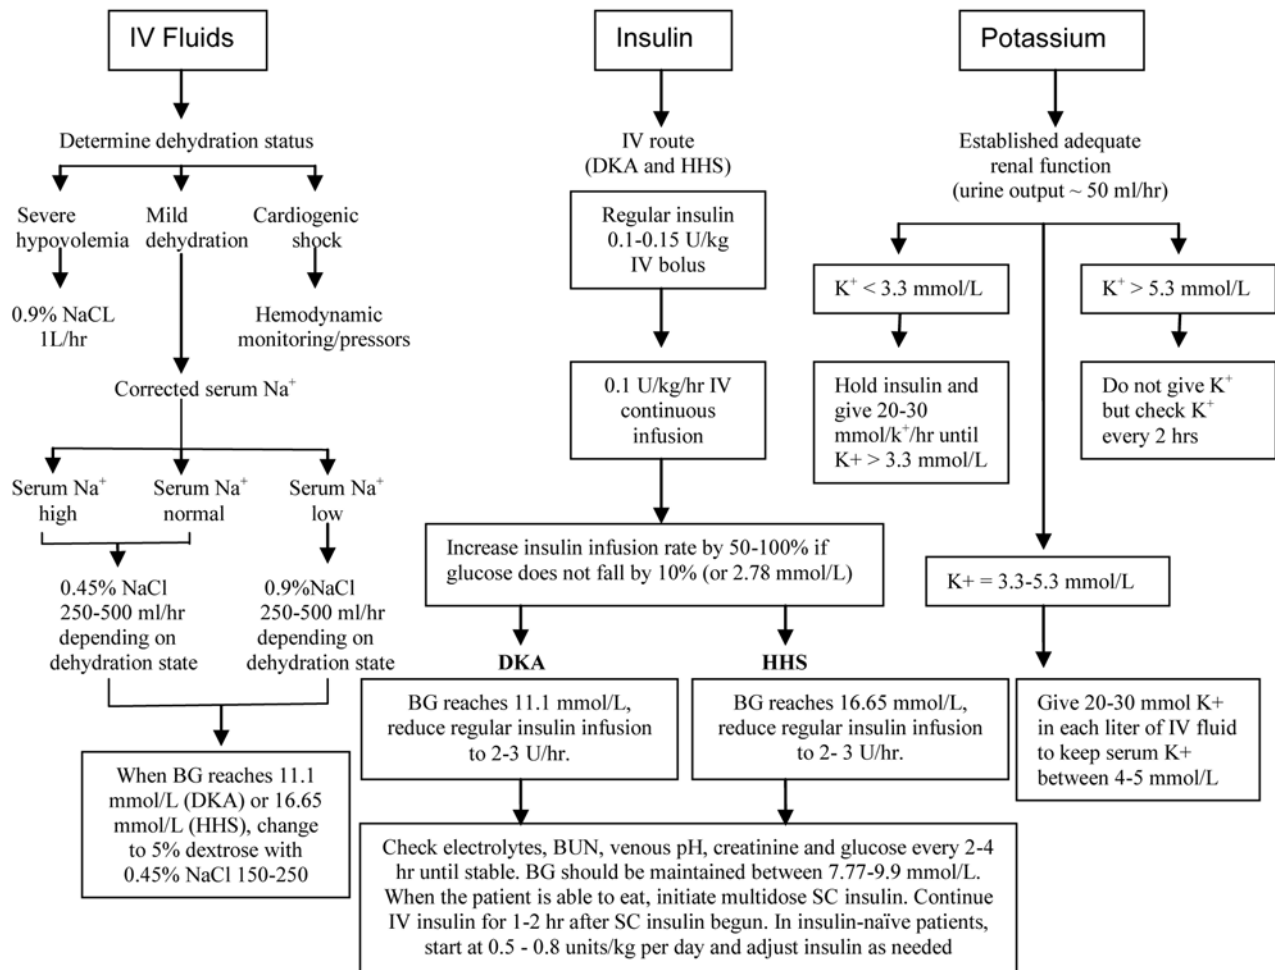 IV Fluids
Determine dehydration status
Severe
hypovolemia
Mild
dehydration
Cardiogenic
shock
0.9% NaCL
1L/hr
Hemodynamic
monitoring/pressors
Corrected serum Na⁺
Serum Na⁺
high
Serum Na⁺
normal
Serum Na⁺
low
0.45% NaCl
250-500 ml/hr
depending on
dehydration state
0.9%NaCl
250-500 ml/hr
depending on
dehydration state
When BG reaches 11.1
mmol/L (DKA) or 16.65
mmol/L (HHS), change
to 5% dextrose with
0.45% NaCl 150-250
Insulin
IV route
(DKA and HHS)
Regular insulin
0.1-0.15 U/kg
IV bolus
0.1 U/kg/hr IV
continuous
infusion
Increase insulin infusion rate by 50-100% if
glucose does not fall by 10% (or 2.78 mmol/L)
DKA
BG reaches 11.1 mmol/L,
reduce regular insulin infusion
to 2-3 U/hr.
HHS
BG reaches 16.65 mmol/L,
reduce regular insulin infusion
to 2- 3 U/hr.
Check electrolytes, BUN, venous pH, creatinine and glucose every 2-4
hr until stable. BG should be maintained between 7.77-9.9 mmol/L.
When the patient is able to eat, initiate multidose SC insulin. Continue
IV insulin for 1-2 hr after SC insulin begun. In insulin-naïve patients,
start at 0.5 - 0.8 units/kg per day and adjust insulin as needed
Potassium
Established adequate
renal function
(urine output ~ 50 ml/hr)
K⁺ < 3.3 mmol/L
Hold insulin and
give 20-30
mmol/k⁺/hr until
K+ > 3.3 mmol/L
K⁺ > 5.3 mmol/L
Do not give K⁺
but check K⁺
every 2 hrs
K+ = 3.3-5.3 mmol/L
Give 20-30 mmol K+
in each liter of IV fluid
to keep serum K+
between 4-5 mmol/L